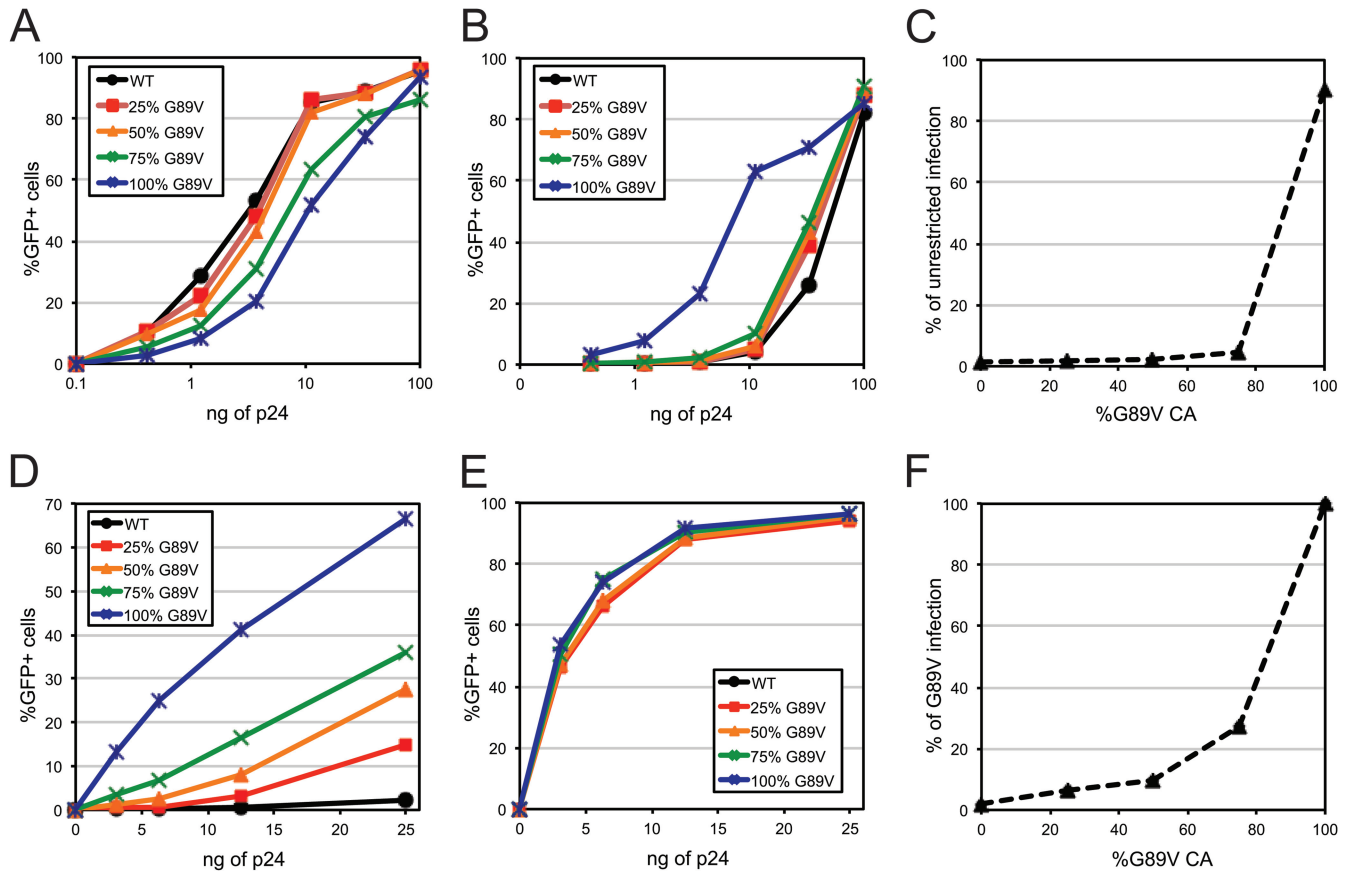 A
%GFP+ cells
100
80
60
40
20
0
0.1
1
10
100
ng of p24
WT
25% G89V
50% G89V
75% G89V
100% G89V
B
%GFP+ cells
100
80
60
40
20
0
0
1
10
100
ng of p24
WT
25% G89V
50% G89V
75% G89V
100% G89V
C
% of unrestricted infection
100
80
60
40
20
0
0
20
40
60
80
100
%G89V CA
D
%GFP+ cells
70
60
50
40
30
20
10
0
0
5
10
15
20
25
ng of p24
WT
25% G89V
50% G89V
75% G89V
100% G89V
E
%GFP+ cells
100
80
60
40
20
0
0
5
10
15
20
25
ng of p24
WT
25% G89V
50% G89V
75% G89V
100% G89V
F
% of G89V infection
100
80
60
40
20
0
0
20
40
60
80
100
%G89V CA